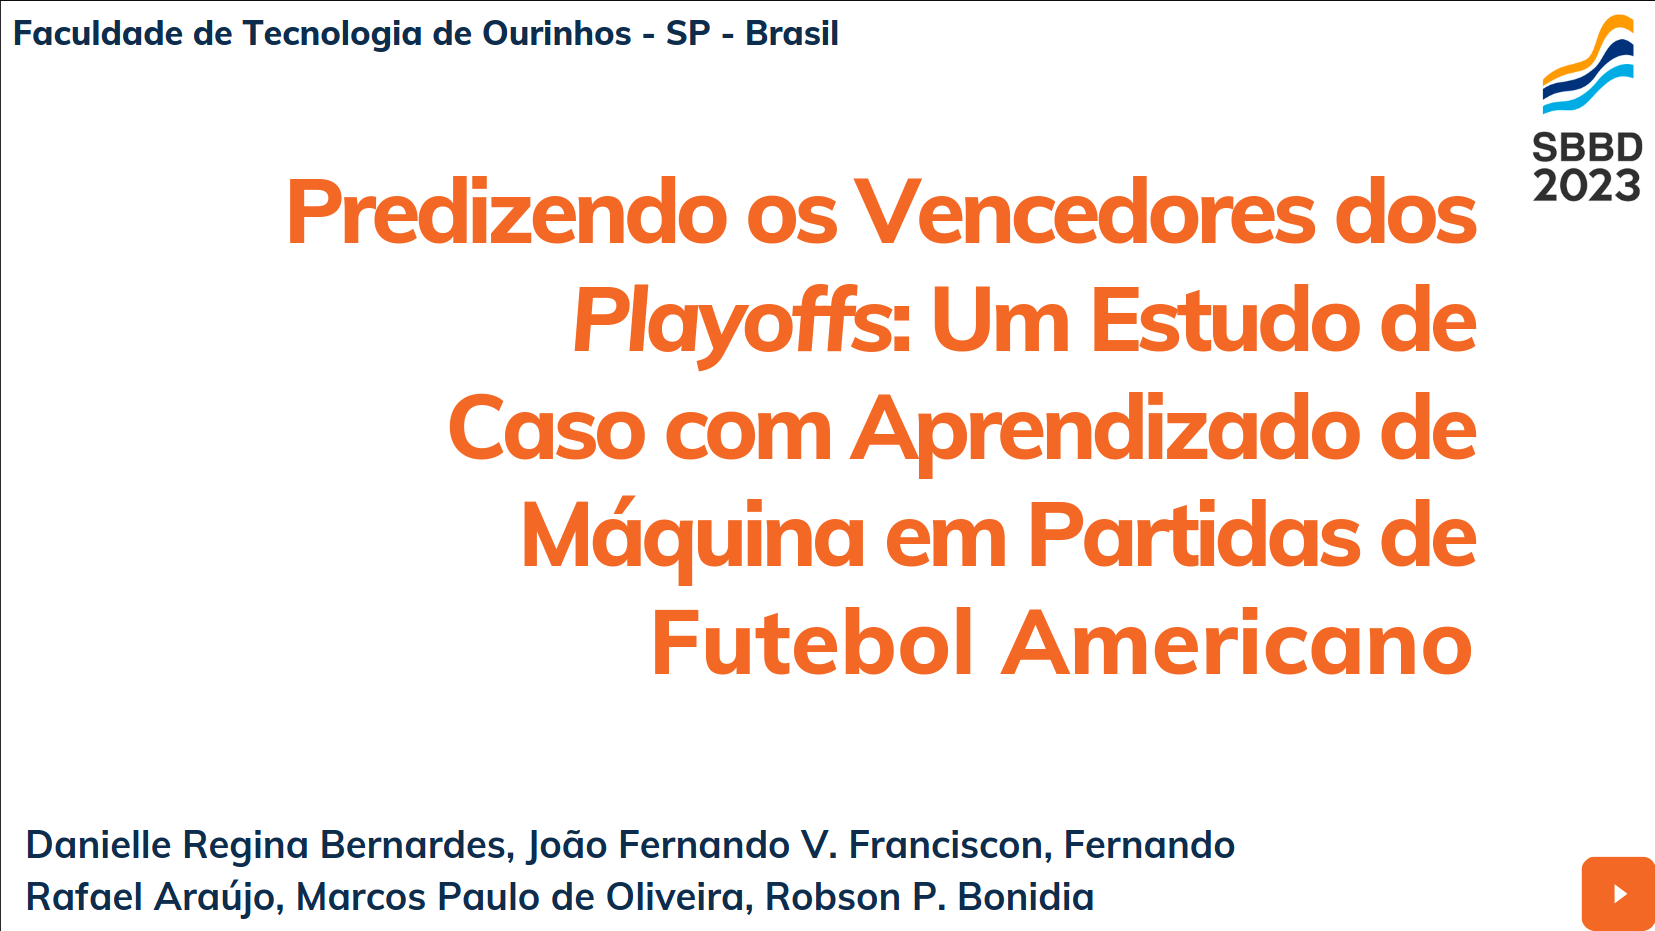 Faculdade de Tecnologia de Ourinhos - SP - Brasil
SBBD
2023
Predizendo os Vencedores dos
Playoffs: Um Estudo de
Caso com Aprendizado de
Máquina em Partidas de
Futebol Americano
Danielle Regina Bernardes, João Fernando V. Franciscon, Fernando
Rafael Araújo, Marcos Paulo de Oliveira, Robson P. Bonidia